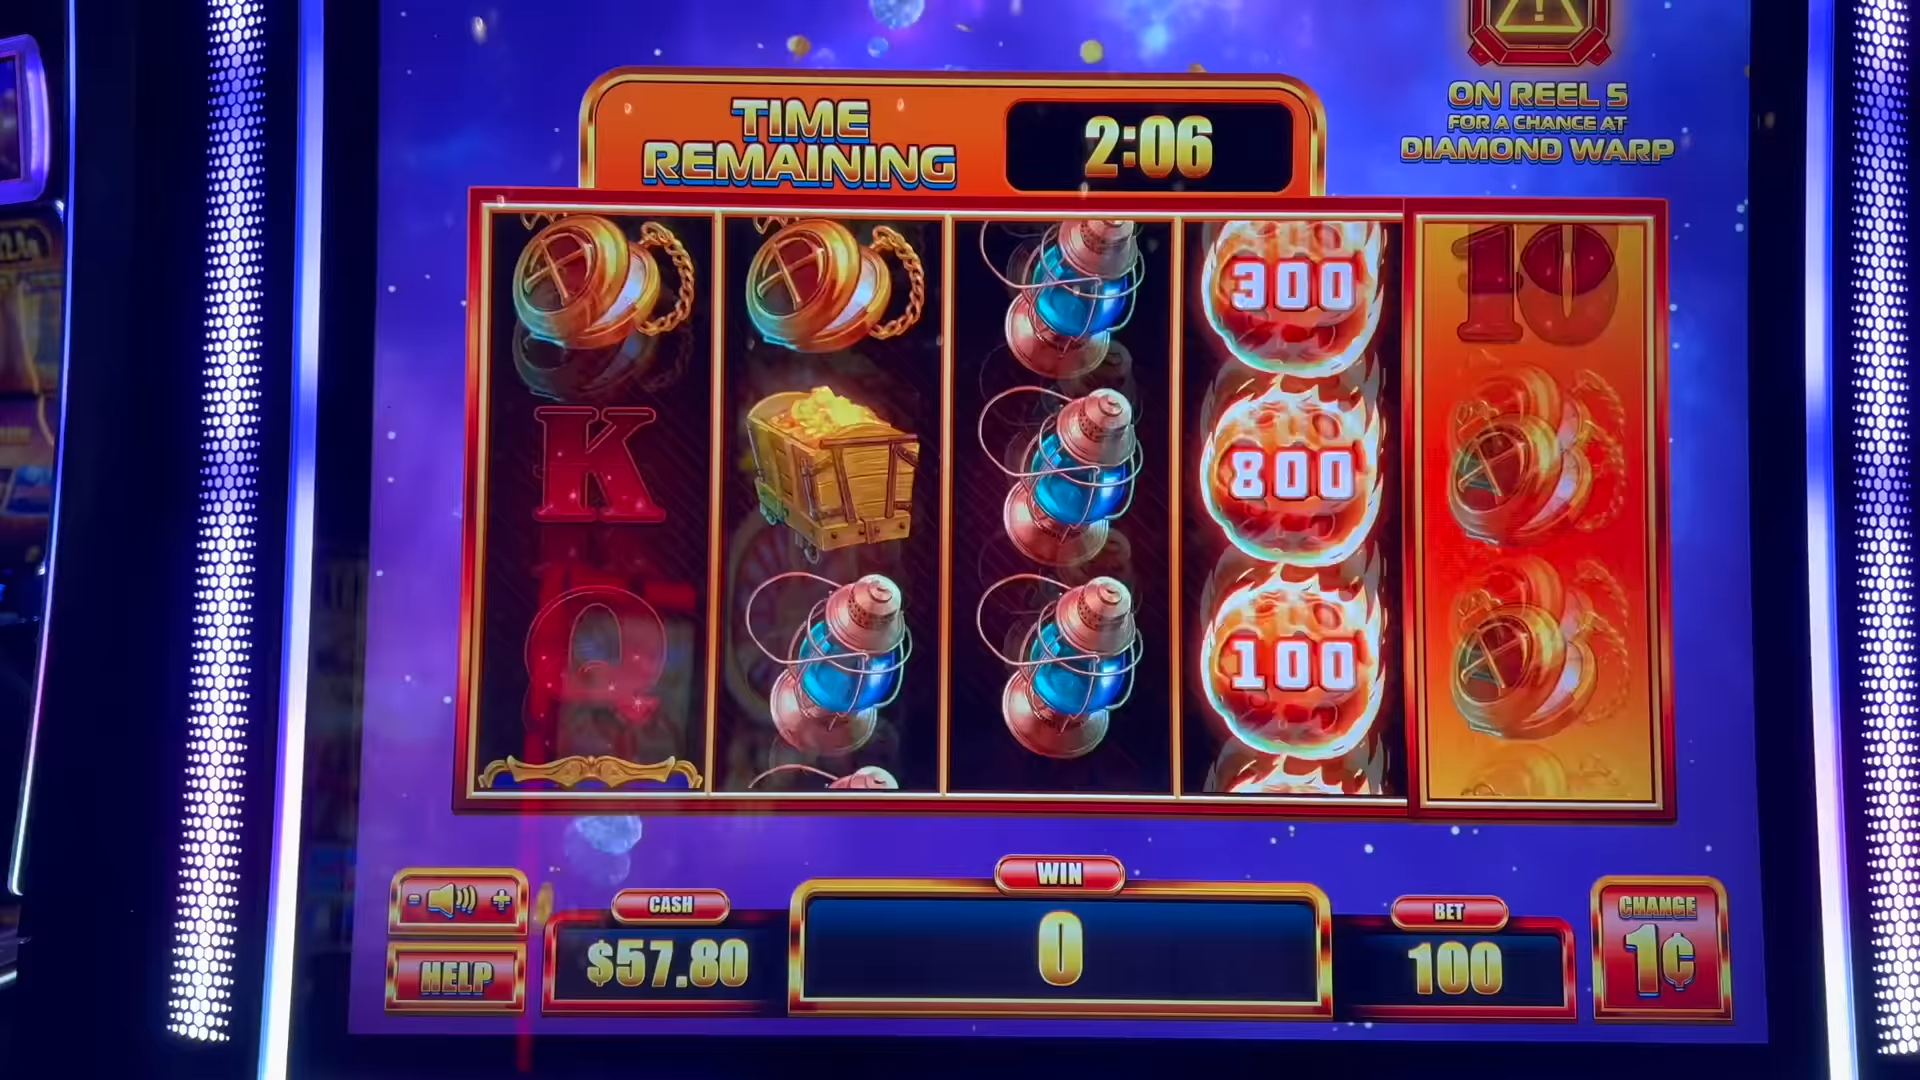 ON REEL 5
FOR A CHANCE AT
DIAMOND WARP
TIME
REMAINING
2:06
300
10
K
800
Q
100
- +
HELP
CASH
$57.80
WIN
0
BET
100
CHANGE
1¢